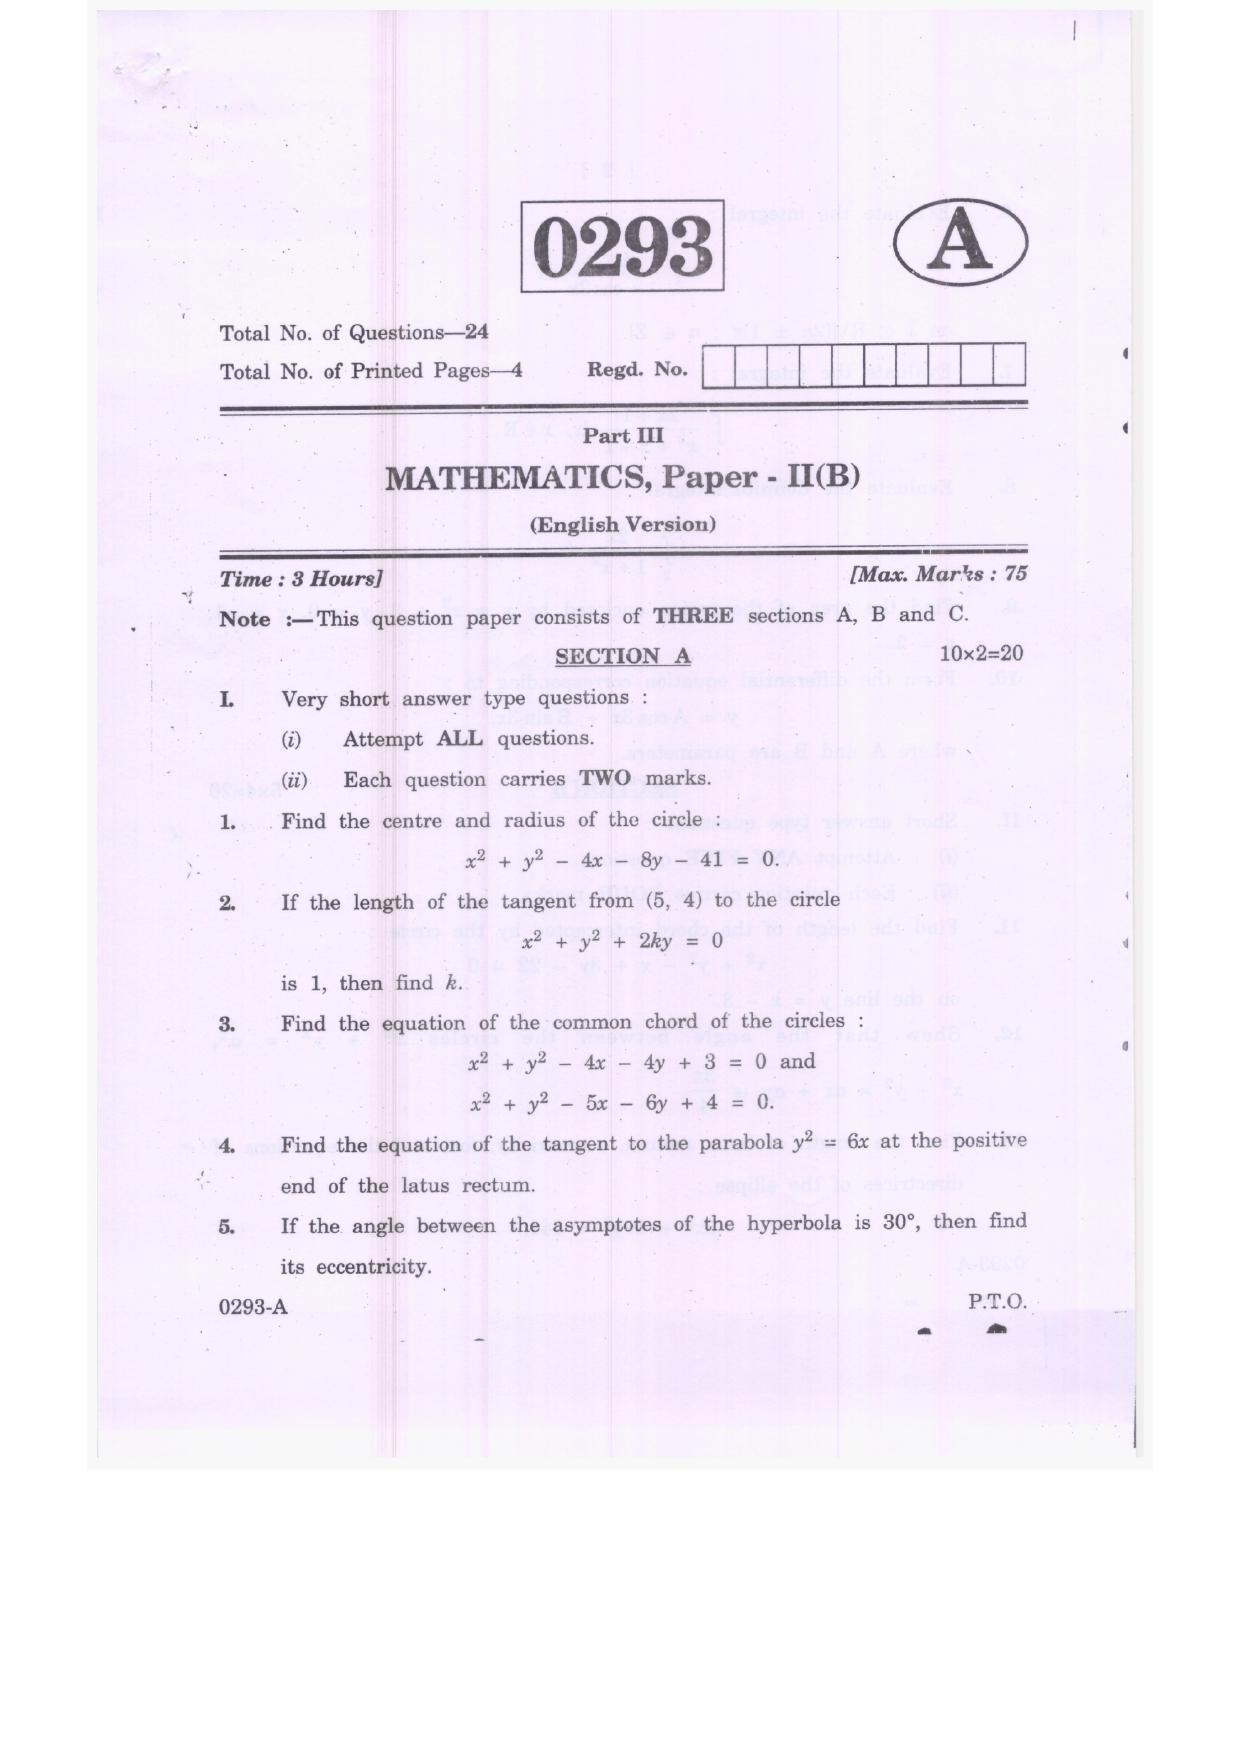 0293
A
Total No. of Questions—24
Total No. of Printed Pages—4
Regd. No.
Part III
MATHEMATICS, Paper - II(B)
(English Version)
Time : 3 Hours]
[Max. Marks : 75
Note :—This question paper consists of THREE sections A, B and C.
SECTION A
10×2=20
I. Very short answer type questions :
(i) Attempt ALL questions.
(ii) Each question carries TWO marks.
1. Find the centre and radius of the circle :
x² + y² – 4x – 8y – 41 = 0.
2. If the length of the tangent from (5, 4) to the circle
x² + y² + 2ky = 0
is 1, then find k.
3. Find the equation of the common chord of the circles :
x² + y² – 4x – 4y + 3 = 0 and
x² + y² – 5x – 6y + 4 = 0.
4. Find the equation of the tangent to the parabola y² = 6x at the positive
end of the latus rectum.
5. If the angle between the asymptotes of the hyperbola is 30°, then find
its eccentricity.
0293-A
P.T.O.